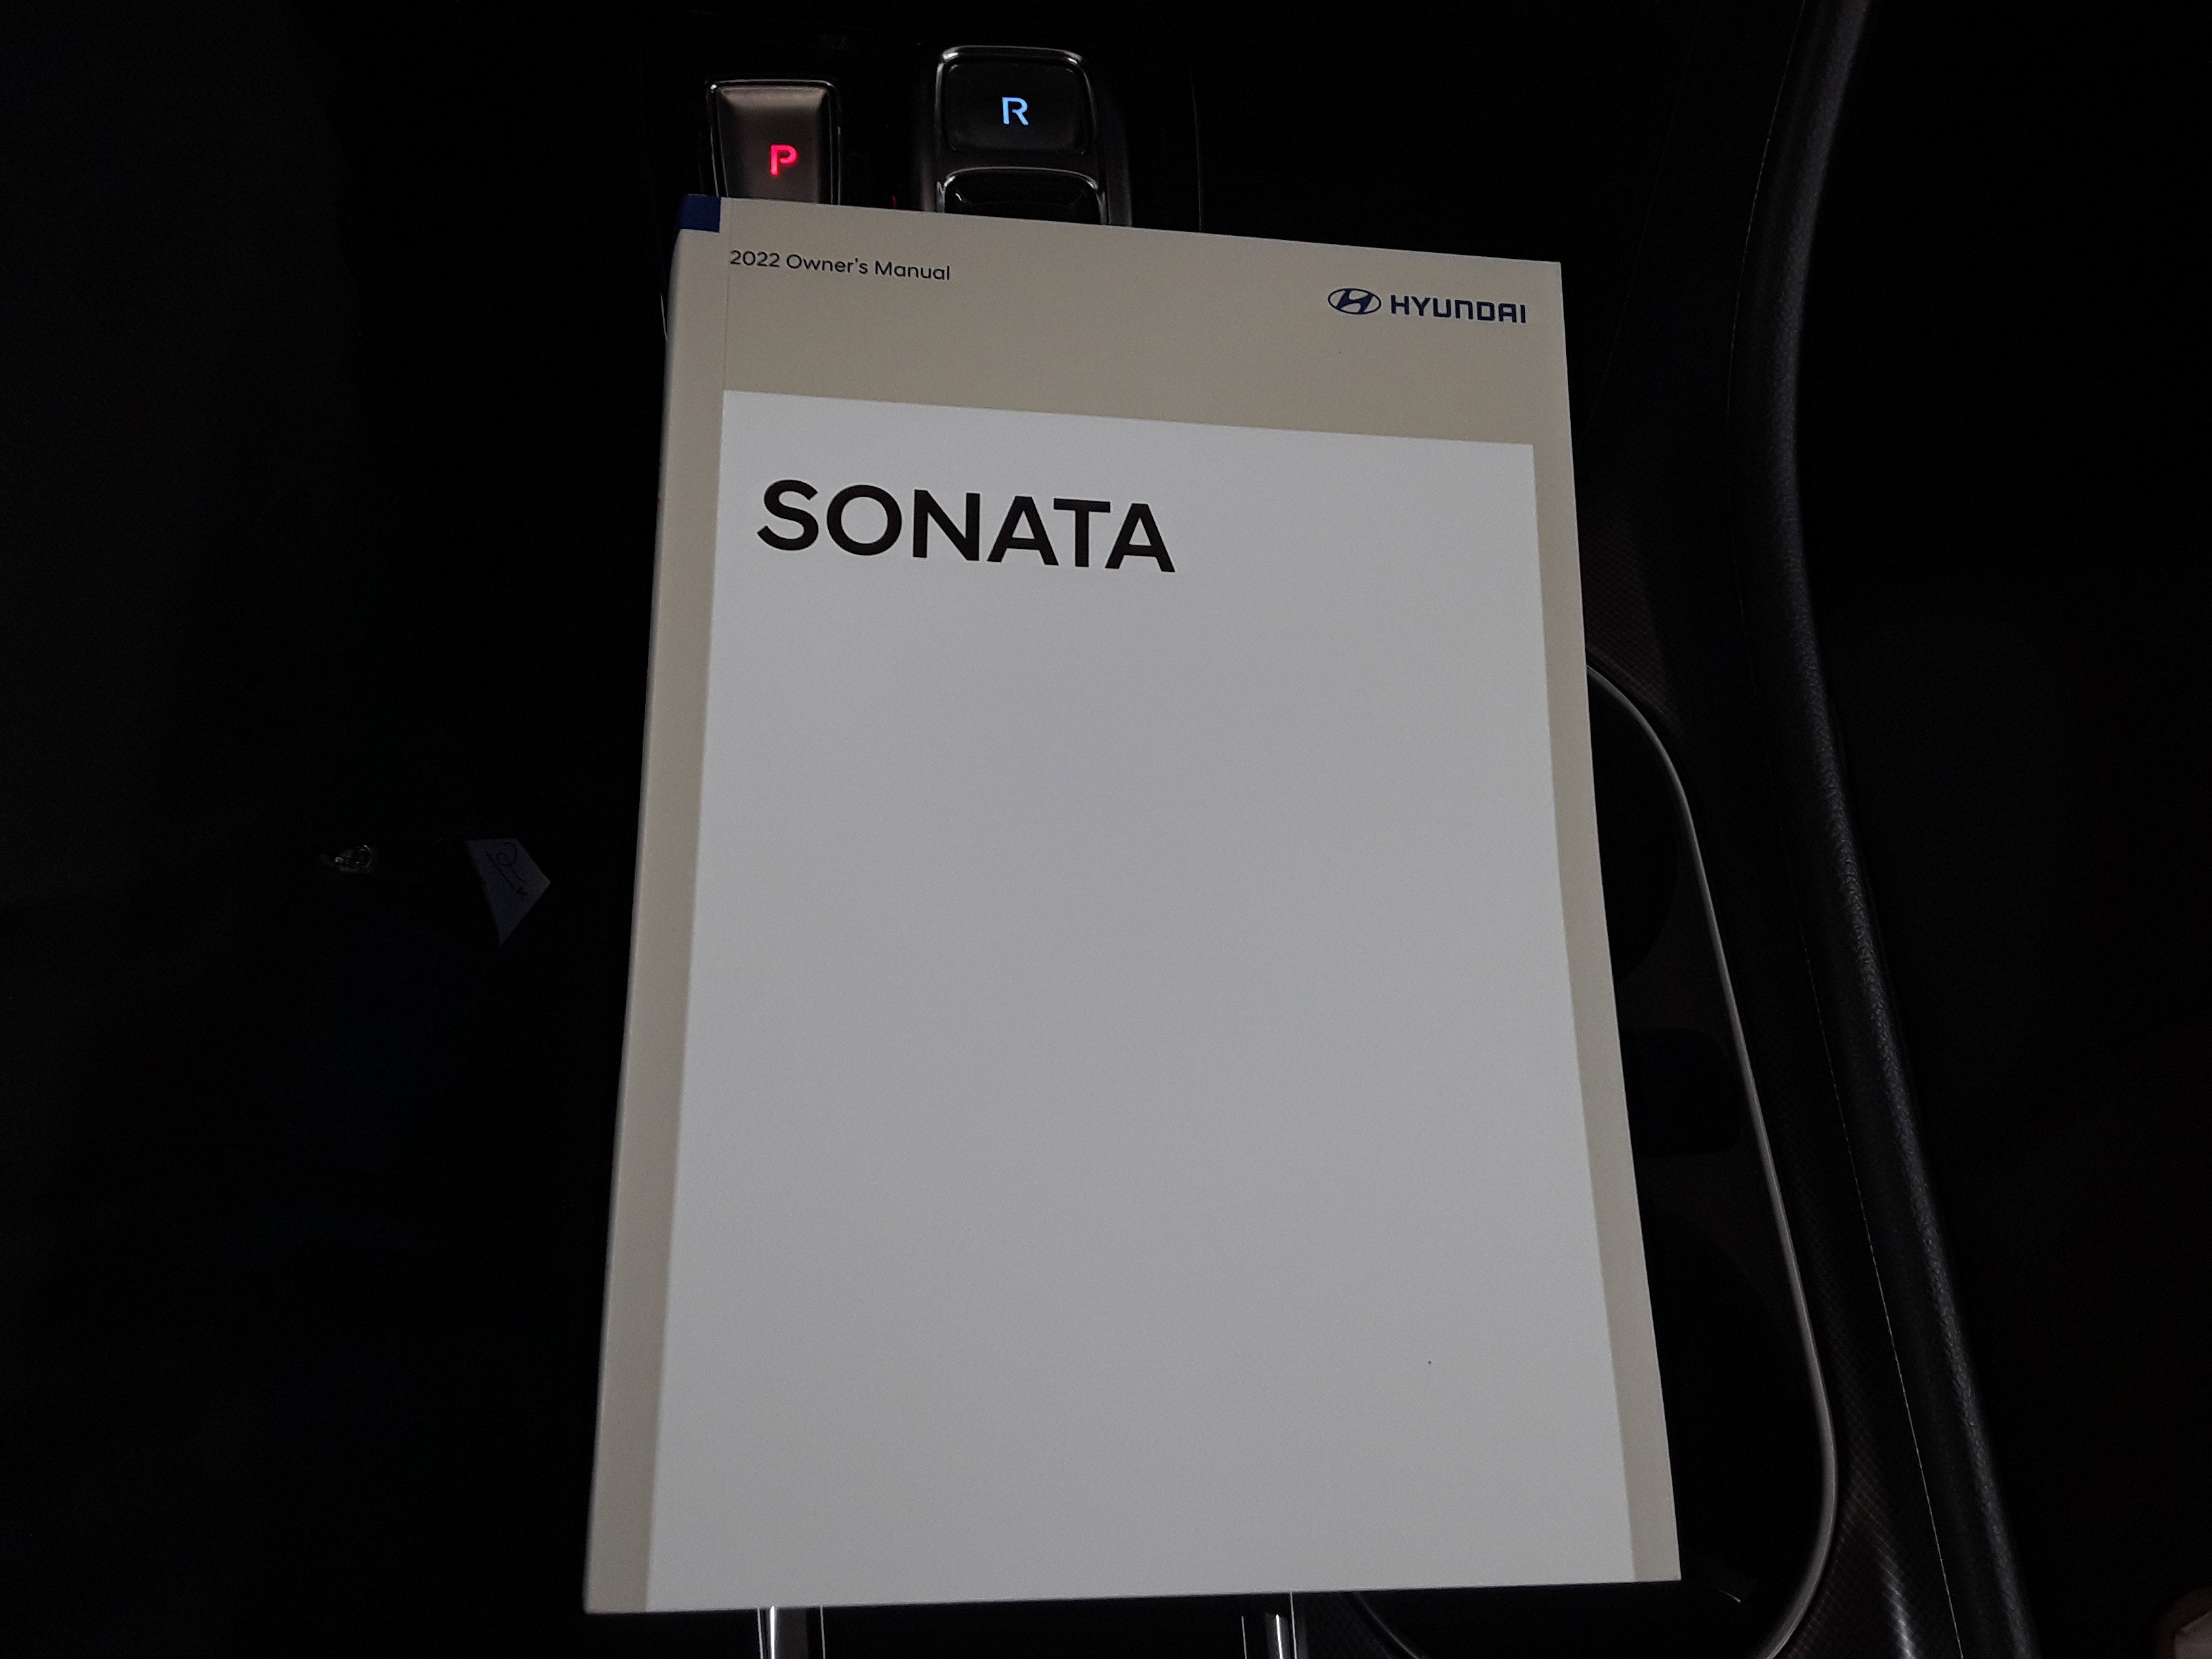 R
P
2022 Owner's Manual
HYUNDAI
SONATA